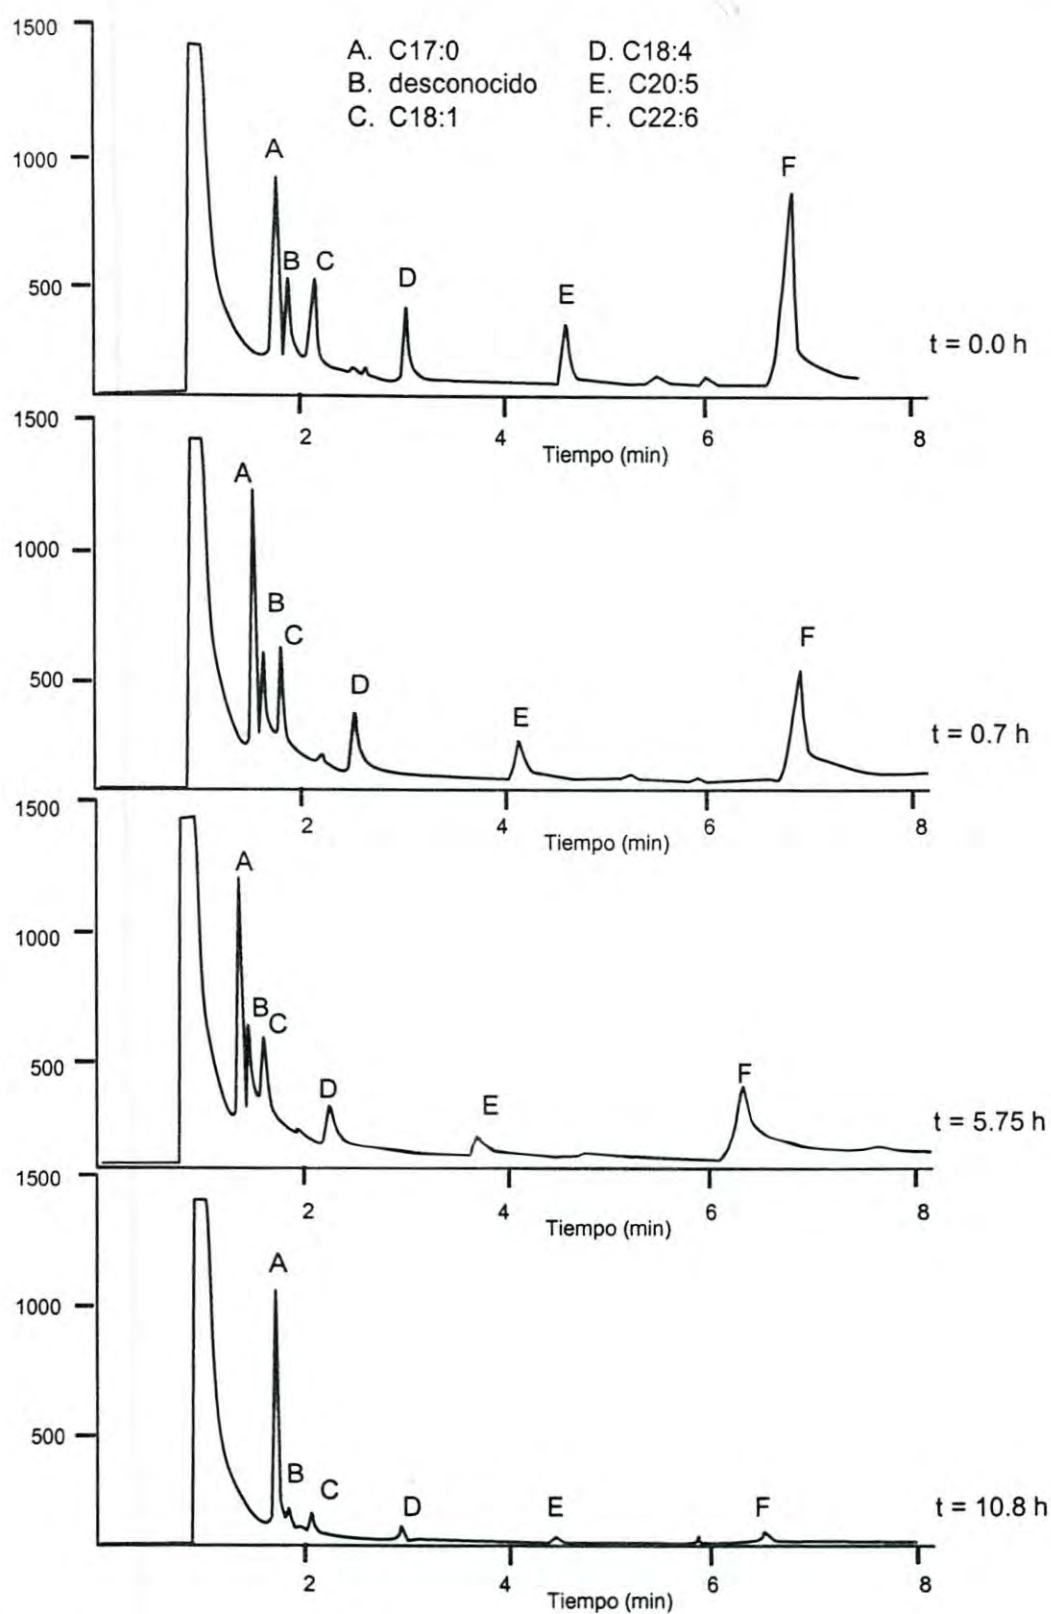 1500
A. C17:0 D. C18:4
B. desconocido E. C20:5
C. C18:1 F. C22:6
1000
500
A
B
C
D
E
F
t = 0.0 h
2 4 6 8
Tiempo (min)
1500
1000
500
A
B
C
D
E
F
t = 0.7 h
2 4 6 8
Tiempo (min)
1500
1000
500
A
B
C
D
E
F
t = 5.75 h
2 4 6 8
Tiempo (min)
1500
1000
500
A
B
C
D
E
F
t = 10.8 h
2 4 6 8
Tiempo (min)